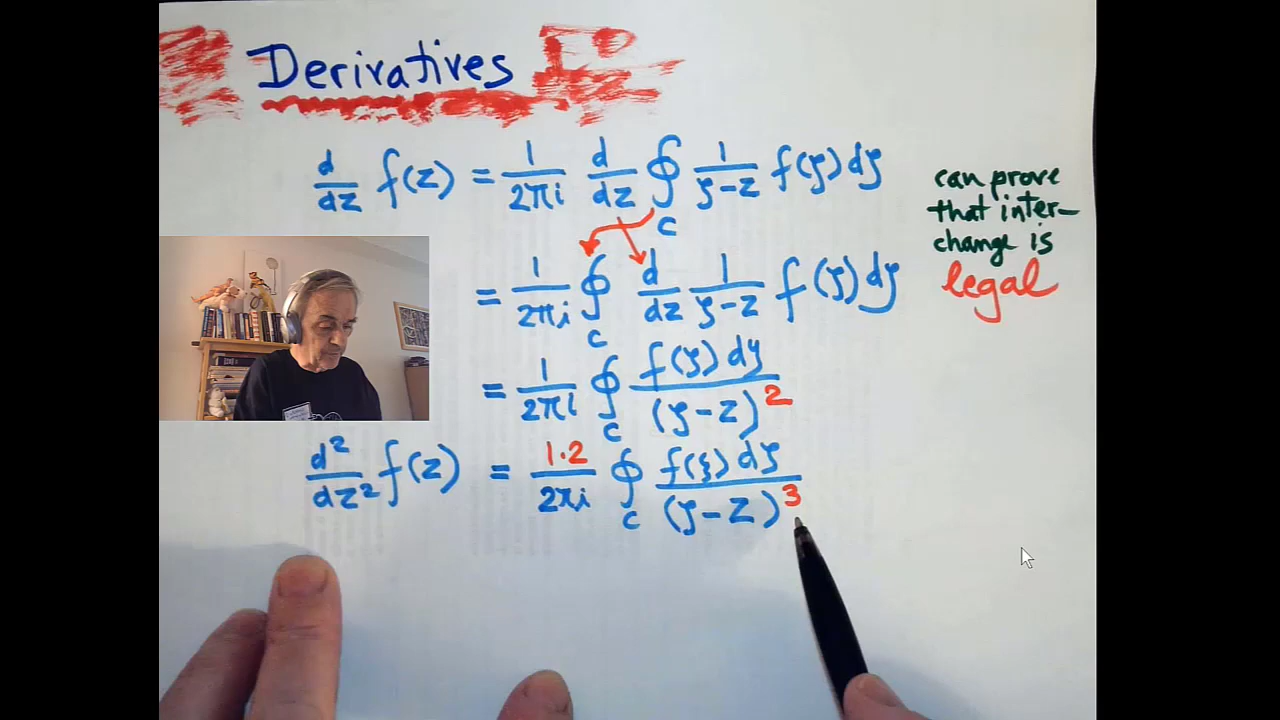 Derivatives
d/dz f(z) = 1/2πi d/dz ∮_C 1/ζ-z f(ζ) dζ
can prove
that inter-
change is
legal
= 1/2πi ∮_C d/dz 1/ζ-z f(ζ) dζ
= 1/2πi ∮_C f(ζ) dζ/(ζ-z)^2
d^2/dz^2 f(z) = 1·2/2πi ∮_C f(ζ) dζ/(ζ-z)^3